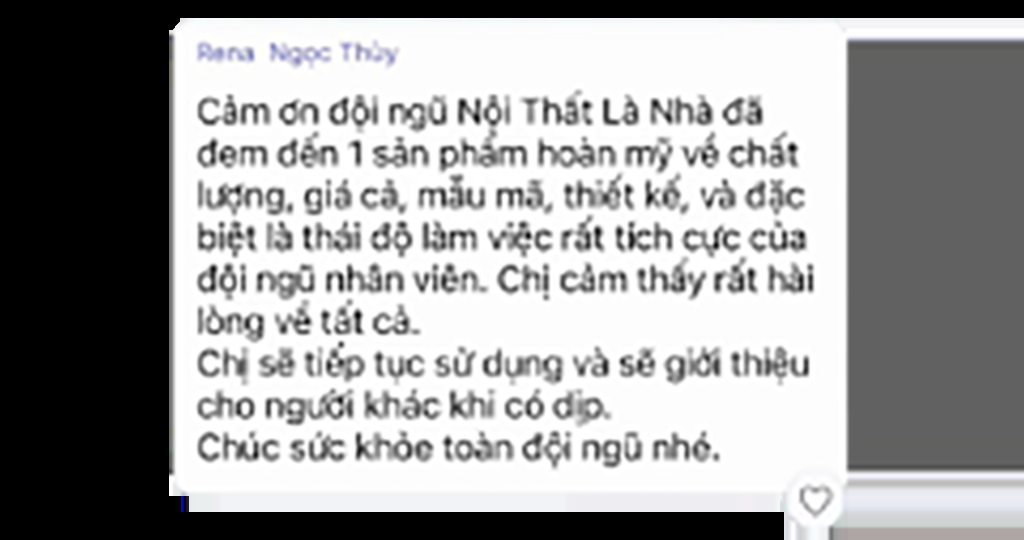 Rena Ngọc Thủy
Cảm ơn đội ngũ Nội Thất Là Nhà đã
đem đến 1 sản phẩm hoàn mỹ về chất
lượng, giá cả, mẫu mã, thiết kế, và đặc
biệt là thái độ làm việc rất tích cực của
đội ngũ nhân viên. Chị cảm thấy rất hài
lòng về tất cả.
Chị sẽ tiếp tục sử dụng và sẽ giới thiệu
cho người khác khi có dịp.
Chúc sức khỏe toàn đội ngũ nhé.